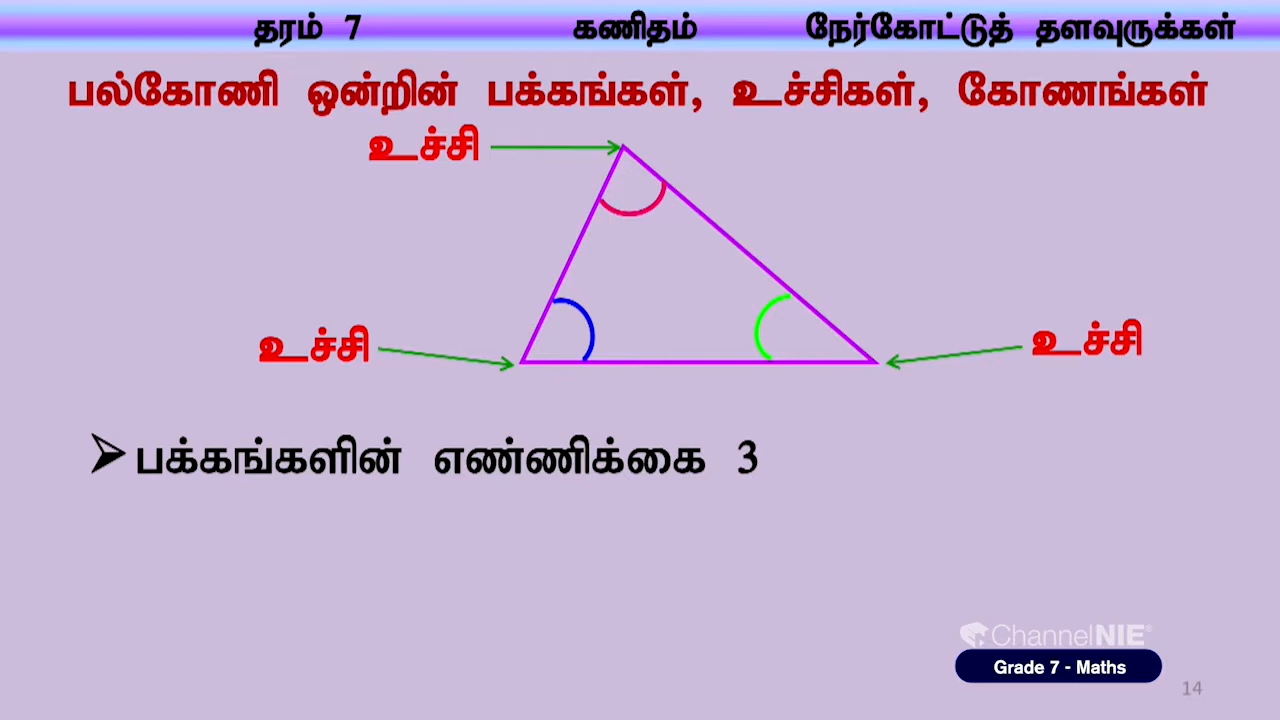 தரம் 7 கணிதம் நேர்கோட்டுத் தளவுருக்கள்
பல்கோணி ஒன்றின் பக்கங்கள், உச்சிகள், கோணங்கள்
உச்சி
உச்சி
உச்சி
பக்கங்களின் எண்ணிக்கை 3
ChannelNIE
Grade 7 - Maths
14